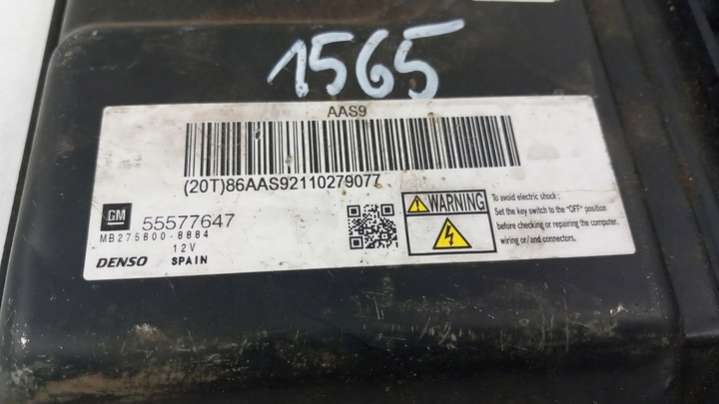 1565
AAS9
(20T)86AAS92110279077
GM
55577647
MB275800-8884
12V
DENSO SPAIN
WARNING
To avoid electric shock :
Set the key switch to the "OFF" position
before checking or repairing the computer,
wiring or/and connectors.